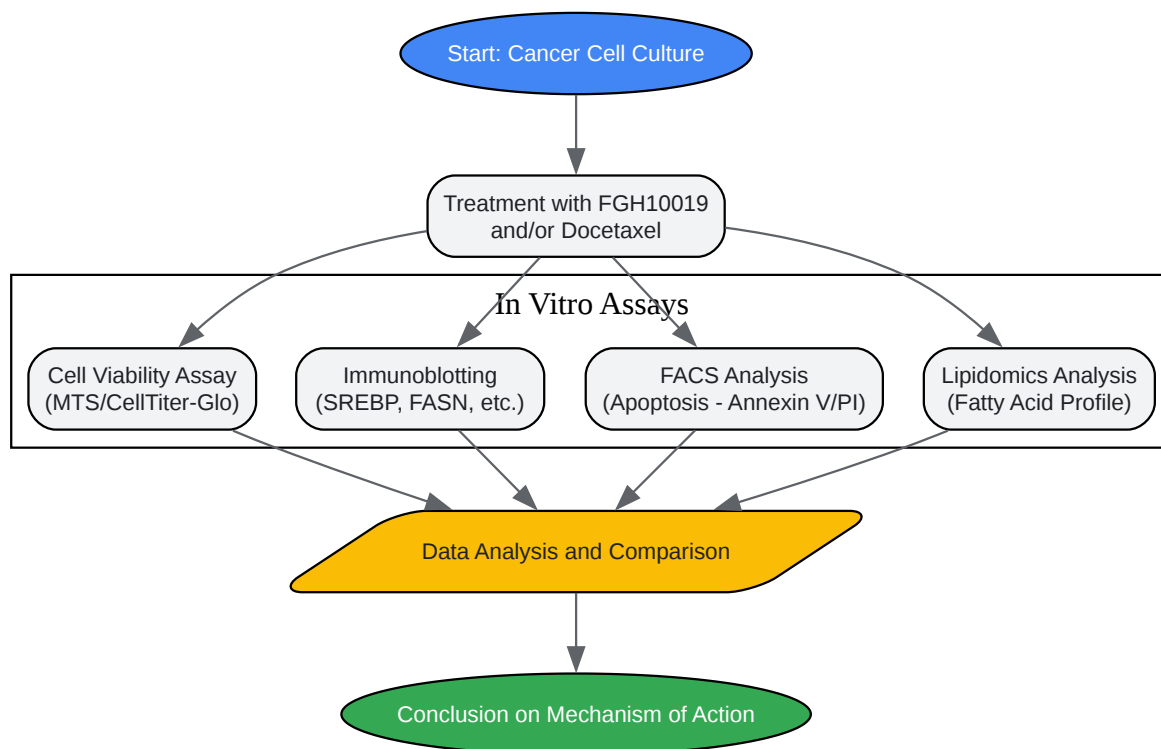 Start: Cancer Cell Culture
Treatment with FGH10019
and/or Docetaxel
In Vitro Assays
Cell Viability Assay
(MTS/CellTiter-Glo)
Immunoblotting
(SREBP, FASN, etc.)
FACS Analysis
(Apoptosis - Annexin V/PI)
Lipidomics Analysis
(Fatty Acid Profile)
Data Analysis and Comparison
Conclusion on Mechanism of Action